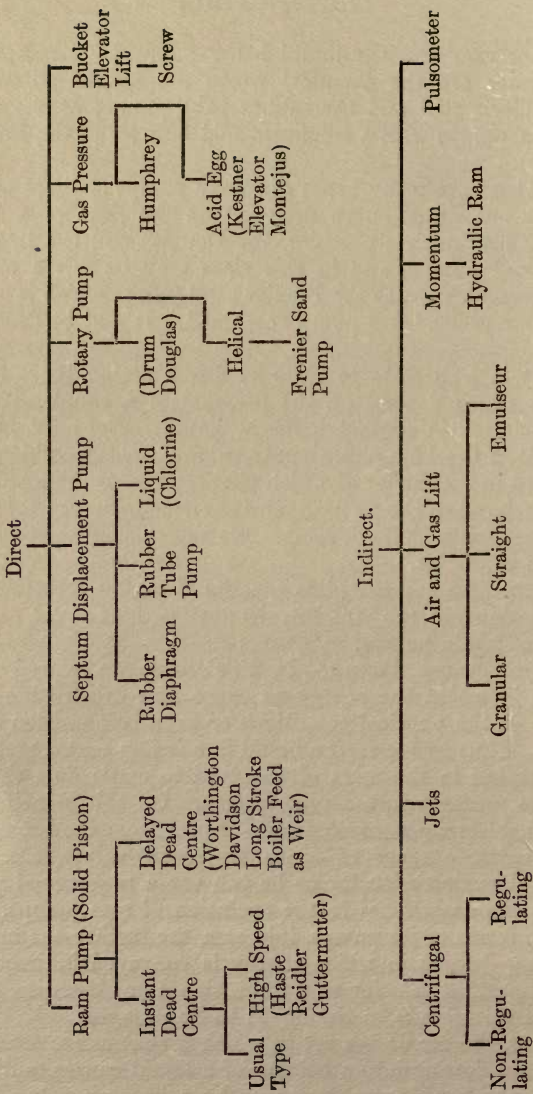 Direct
Ram Pump (Solid Piston)
Septum Displacement Pump
Rotary Pump
Gas Pressure
Bucket
Elevator
Lift
Screw
Instant
Dead
Centre
Delayed
Dead
Centre
(Worthington
Davidson
Long Stroke
Boiler Feed
as Weir)
Rubber
Diaphragm
Rubber
Tube
Pump
Liquid
(Chlorine)
(Drum
Douglas)
Humphrey
Usual
Type
High Speed
(Haste
Reidler
Guttermuter)
Helical
Acid Egg
(Kestner
Elevator
Montejus)
Frenier Sand
Pump
Indirect.
Centrifugal
Jets
Air and Gas Lift
Momentum
Pulsometer
Non-Regu-
lating
Regu-
lating
Granular
Straight
Emulseur
Hydraulic Ram